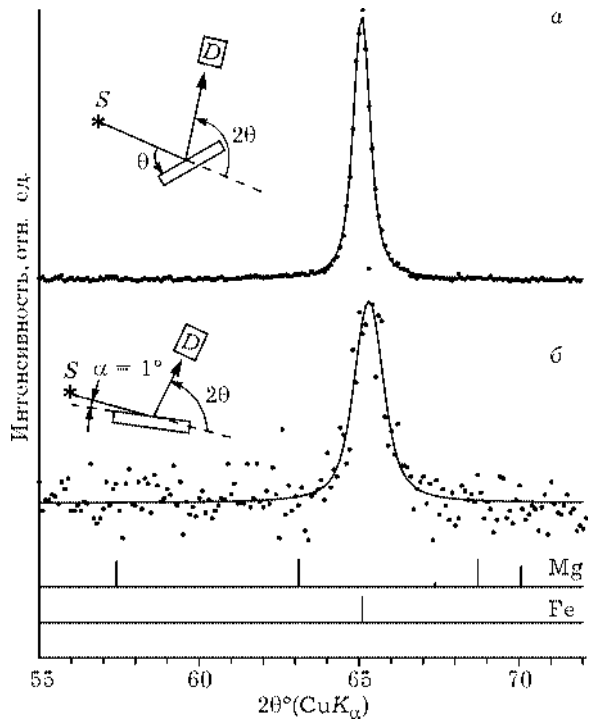 а
D
S
2θ
θ
Интенсивность, отн. ед.
б
D
S
α = 1°
2θ
Mg
Fe
55 60 65 70
2θ°(CuKα)